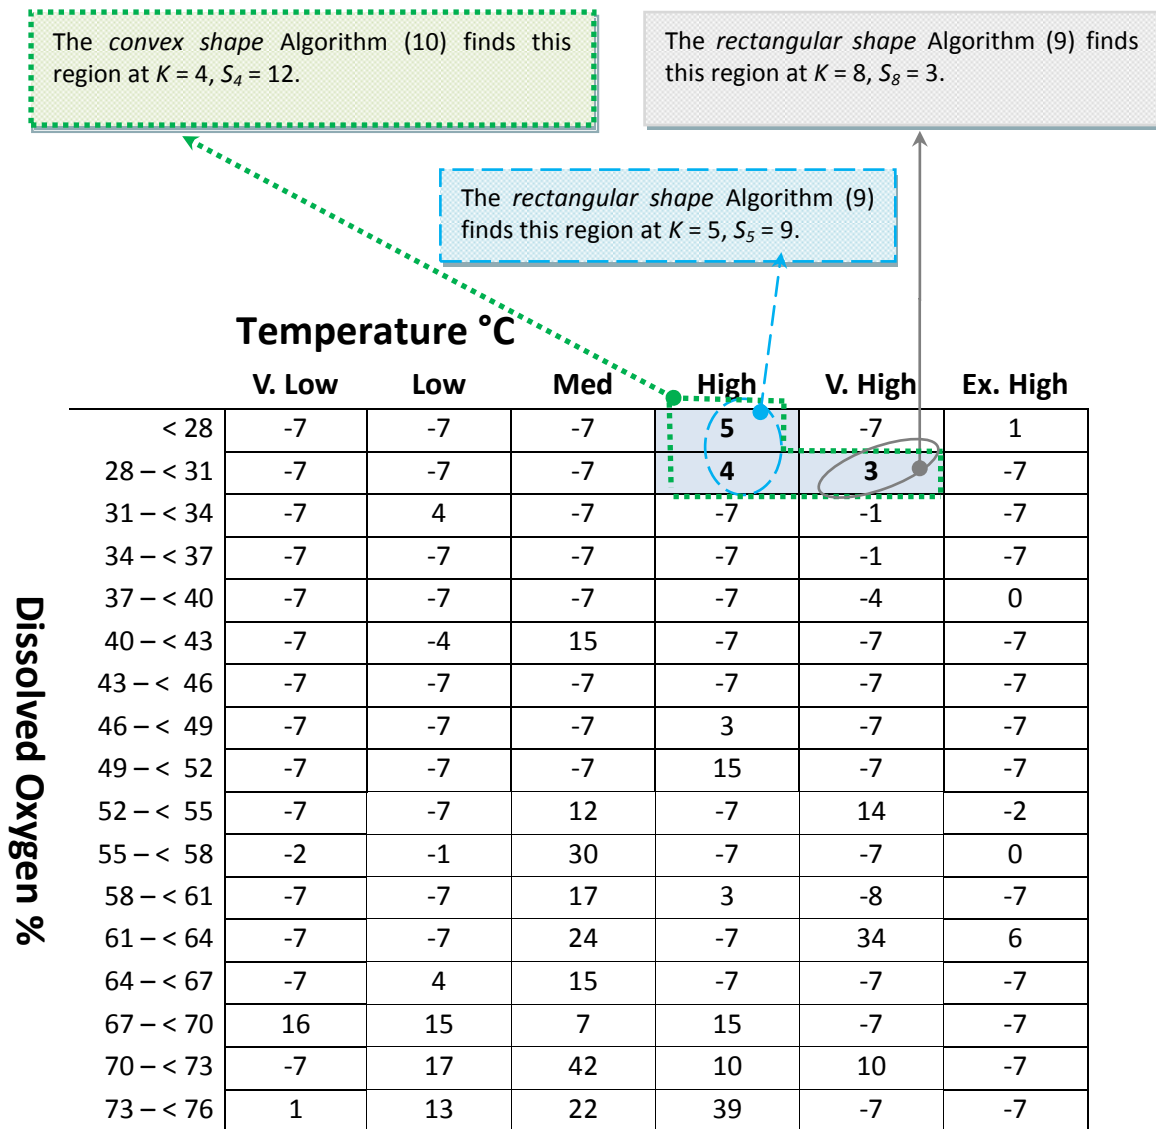 The convex shape Algorithm (10) finds this
region at K = 4, S4 = 12.
The rectangular shape Algorithm (9) finds
this region at K = 8, S8 = 3.
The rectangular shape Algorithm (9)
finds this region at K = 5, S5 = 9.
Temperature °C
V. Low Low Med High V. High Ex. High
< 28 -7 -7 -7 5 -7 1
28 – < 31 -7 -7 -7 4 3 -7
31 – < 34 -7 4 -7 -7 -1 -7
34 – < 37 -7 -7 -7 -7 -1 -7
37 – < 40 -7 -7 -7 -7 -4 0
40 – < 43 -7 -4 15 -7 -7 -7
43 – < 46 -7 -7 -7 -7 -7 -7
46 – < 49 -7 -7 -7 3 -7 -7
49 – < 52 -7 -7 -7 15 -7 -7
52 – < 55 -7 -7 12 -7 14 -2
55 – < 58 -2 -1 30 -7 -7 0
58 – < 61 -7 -7 17 3 -8 -7
61 – < 64 -7 -7 24 -7 34 6
64 – < 67 -7 4 15 -7 -7 -7
67 – < 70 16 15 7 15 -7 -7
70 – < 73 -7 17 42 10 10 -7
73 – < 76 1 13 22 39 -7 -7
Dissolved Oxygen %